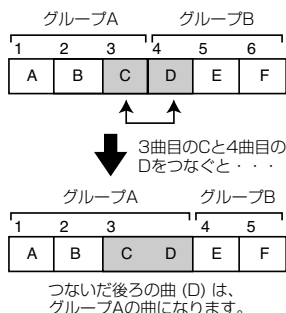 グループA グループB
1 2 3 4 5 6
A B C D E F
3曲目のCと4曲目の
Dをつなぐと・・・
グループA グループB
1 2 3 4 5
A B C D E F
つないだ後ろの曲 (D) は、
グループAの曲になります。